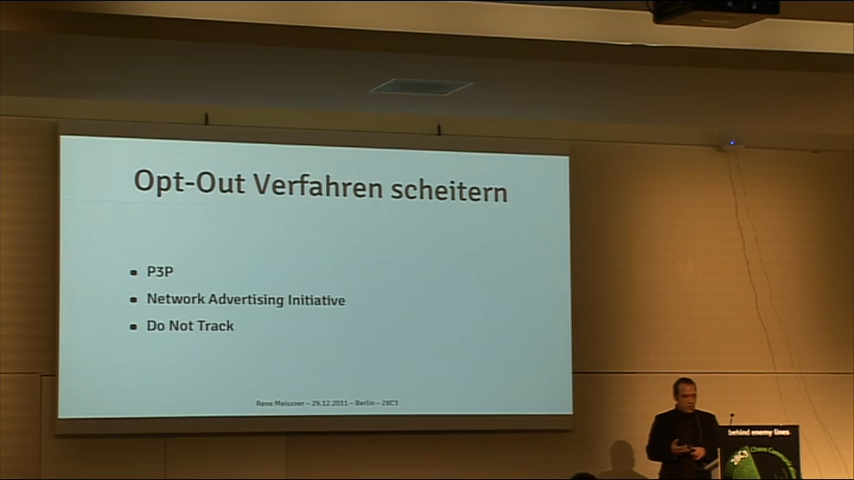 Opt-Out Verfahren scheitern
P3P
Network Advertising Initiative
Do Not Track
Rene Meissner – 29.12.2011 – Berlin – 28C3
behind enemy lines.
28C3